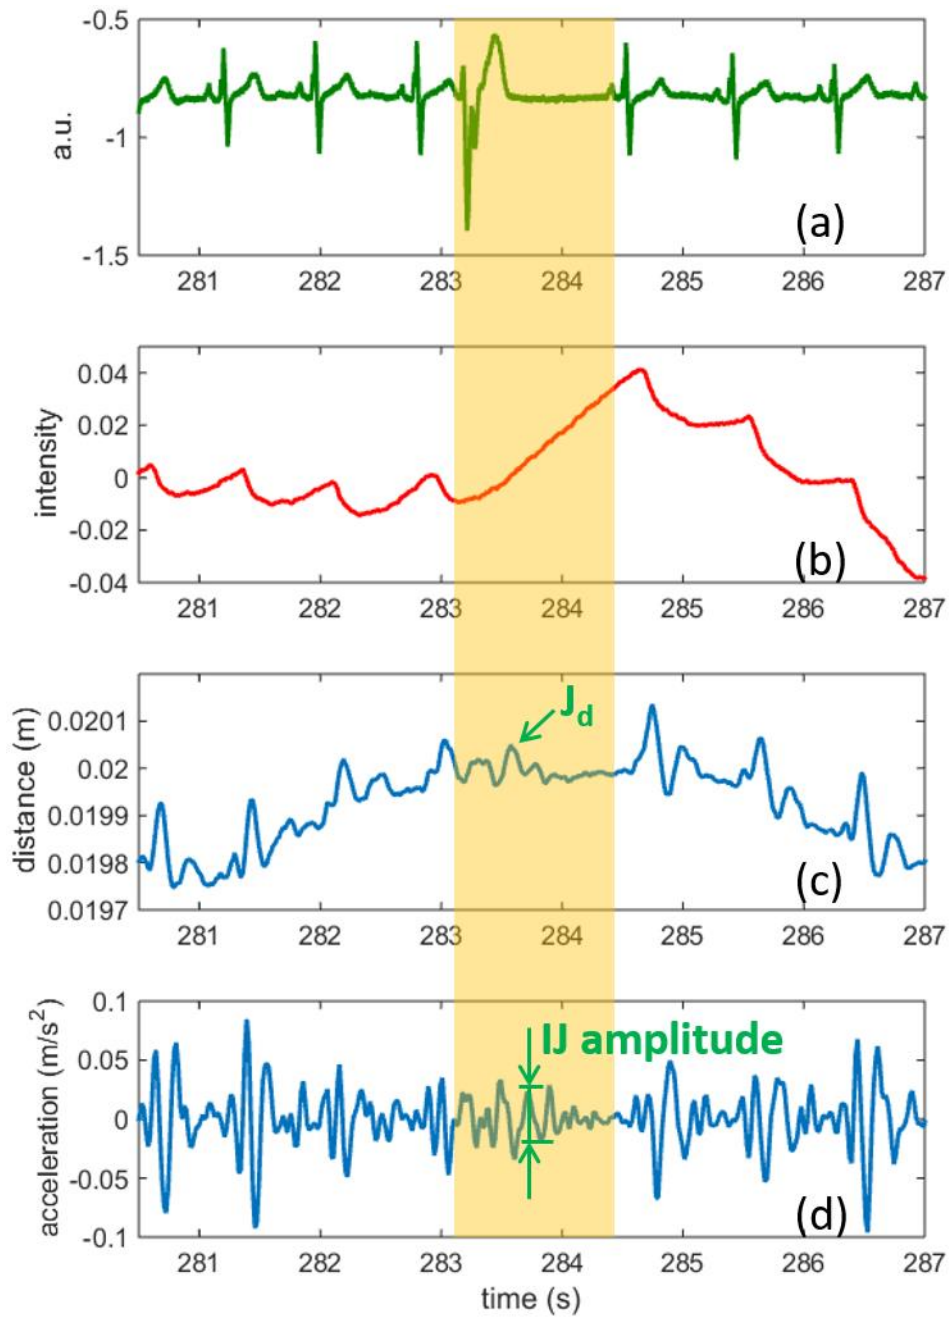 -0.5
-1
-1.5
a.u.
(a)
281 282 283 284 285 286 287
0.04
0.02
0
-0.02
-0.04
intensity
(b)
281 282 283 284 285 286 287
0.0201
0.02
0.0199
0.0198
0.0197
distance (m)
J_d
(c)
281 282 283 284 285 286 287
0.1
0.05
0
-0.05
-0.1
acceleration (m/s²)
IJ amplitude
(d)
281 282 283 284 285 286 287
time (s)